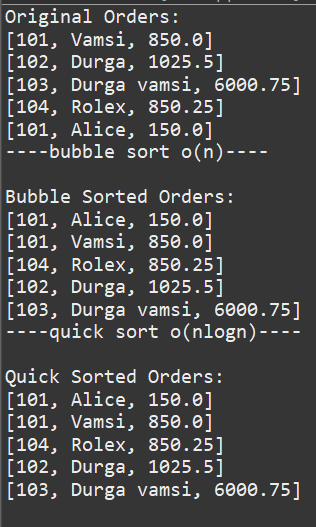 Original Orders:
[101, Vamsi, 850.0]
[102, Durga, 1025.5]
[103, Durga vamsi, 6000.75]
[104, Rolex, 850.25]
[101, Alice, 150.0]
----bubble sort o(n)----
Bubble Sorted Orders:
[101, Alice, 150.0]
[101, Vamsi, 850.0]
[104, Rolex, 850.25]
[102, Durga, 1025.5]
[103, Durga vamsi, 6000.75]
----quick sort o(nlogn)----
Quick Sorted Orders:
[101, Alice, 150.0]
[101, Vamsi, 850.0]
[104, Rolex, 850.25]
[102, Durga, 1025.5]
[103, Durga vamsi, 6000.75]